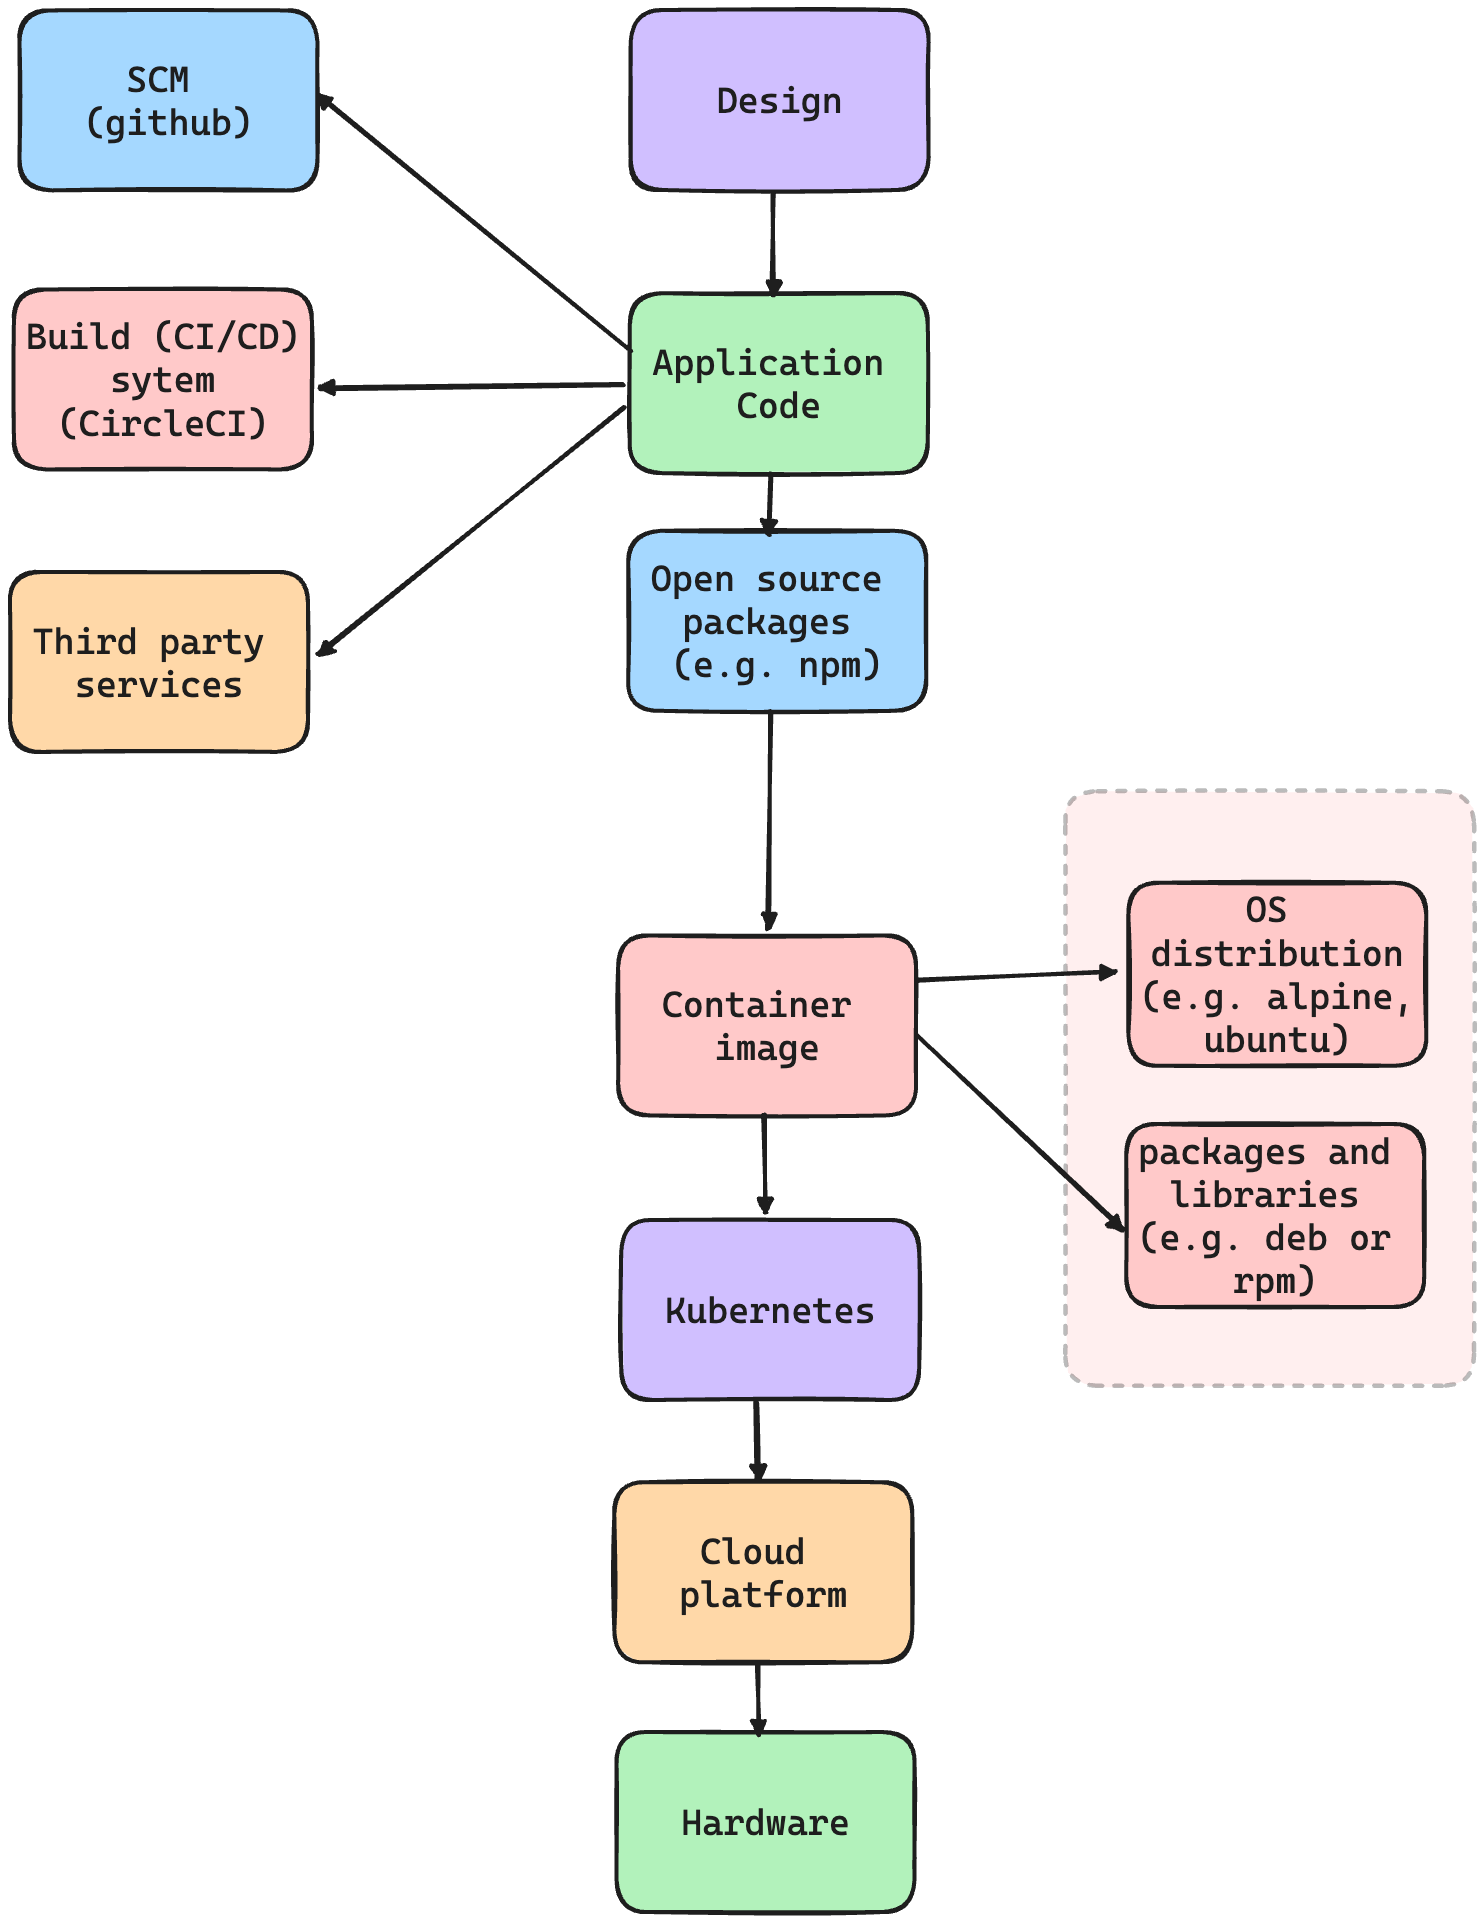 SCM
(github)
Design
Build (CI/CD)
sytem
(CircleCI)
Application
Code
Third party
services
Open source
packages
(e.g. npm)
Container
image
OS
distribution
(e.g. alpine,
ubuntu)
packages and
libraries
(e.g. deb or
rpm)
Kubernetes
Cloud
platform
Hardware